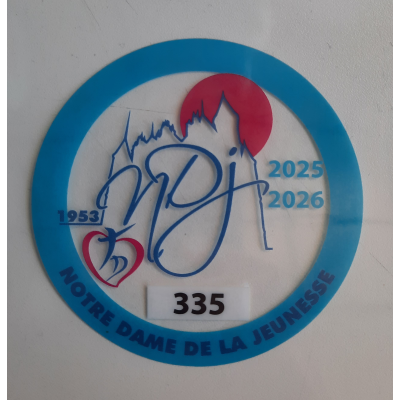 NDj
2025
2026
1953
335
NOTRE DAME DE LA JEUNESSE